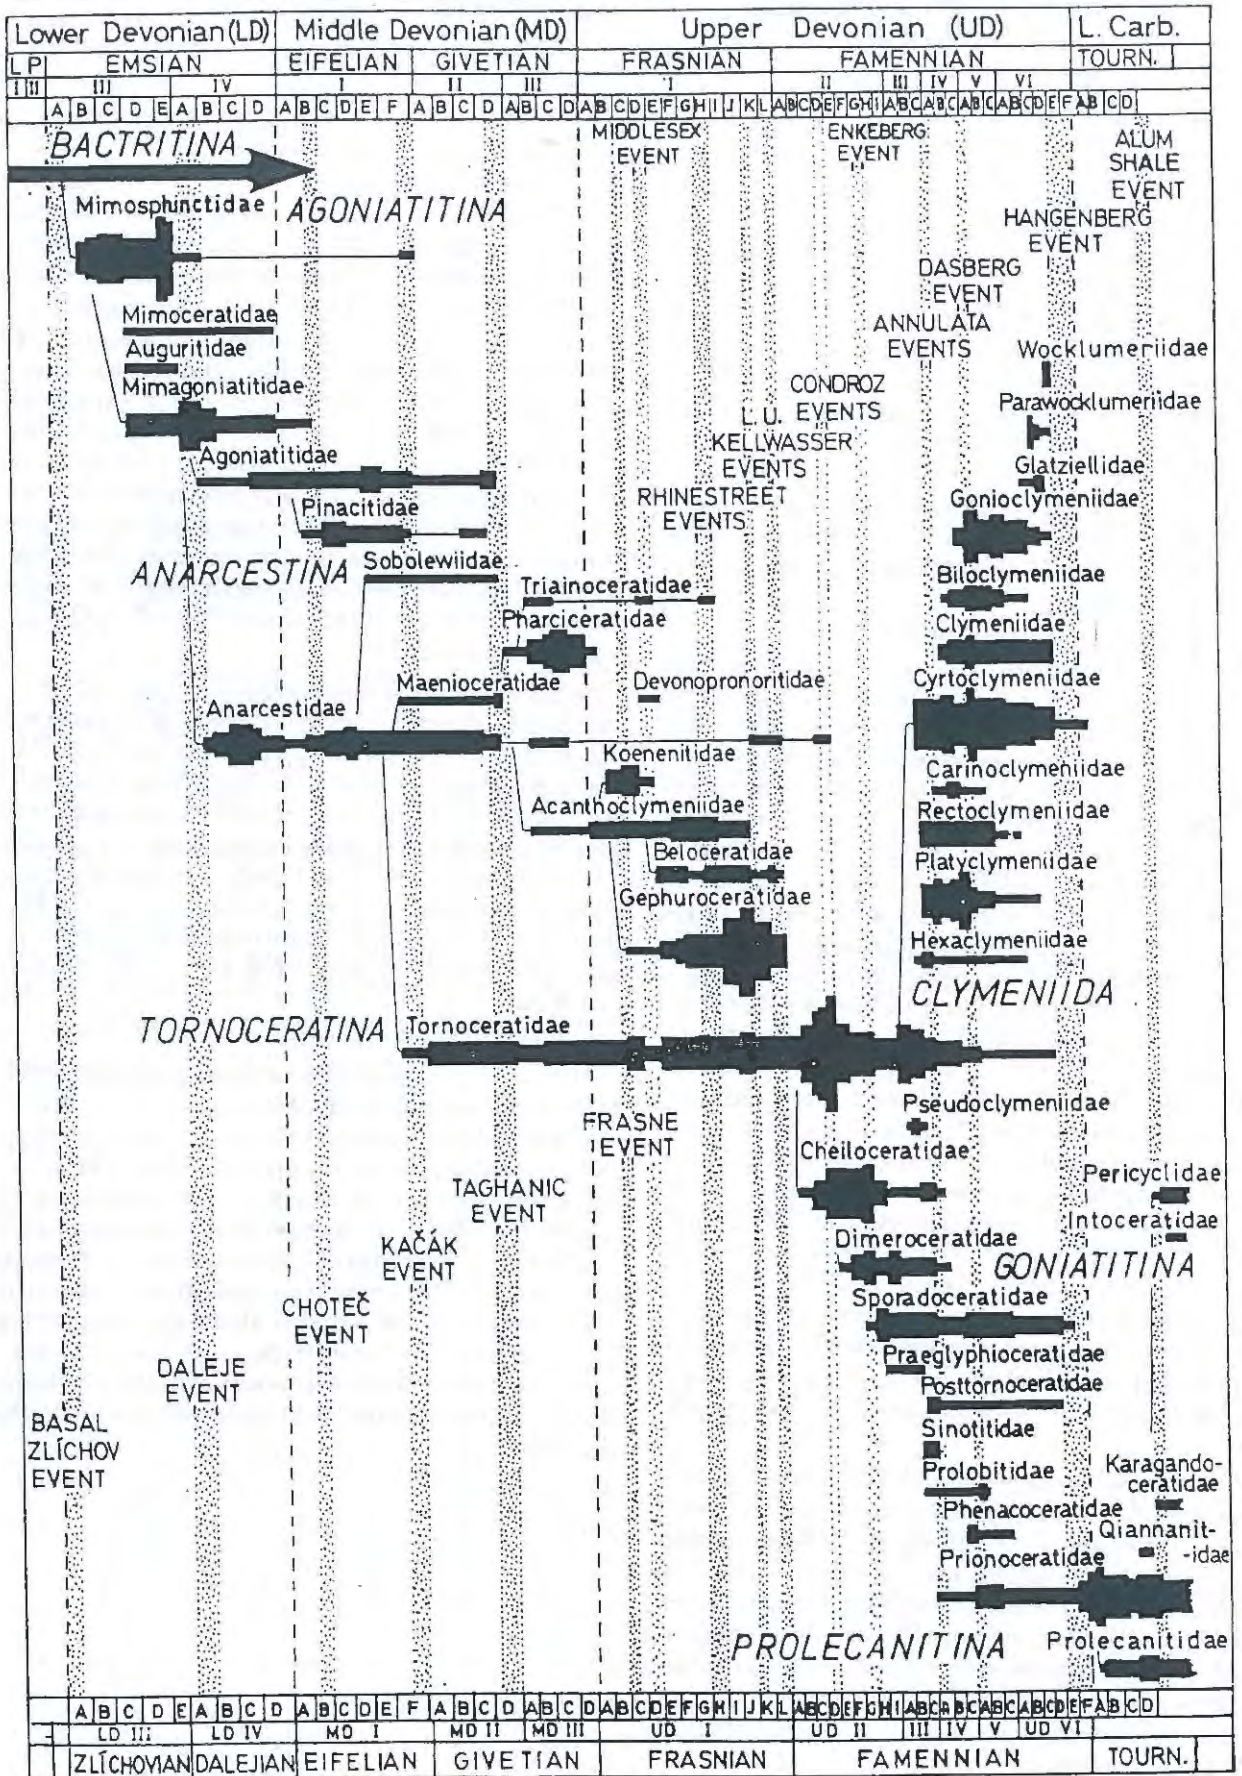 Lower Devonian (LD) Middle Devonian (MD) Upper Devonian (UD) L. Carb.
L P EMSIAN EIFELIAN GIVETIAN FRASNIAN FAMENNIAN TOURN.
I II III IV I II III I II III IV V VI
A B C D E A B C D A B C D E F A B C D A B C D A B C D E F G H I J K L A B C D E F G H I A B C A B C A B C A B C D E F A B C D
BACTRITINA
MIDDLESEX
EVENT
ENKEBERG
EVENT
ALUM
SHALE
EVENT
Mimosphinctidae
AGONIATITINA
HANGENBERG
EVENT
DASBERG
EVENT
Mimoceratidae
ANNULATA
EVENTS
Auguritidae
Wocklumeriidae
Mimagoniatitidae
CONDROZ
EVENTS
Parawocklumeriidae
L. U.
KELLWASSER
EVENTS
Agoniatitidae
Glatziellidae
Pinacitidae
RHINESTREET
EVENTS
Gonioclymeniidae
ANARCESTINA
Sobolewiidae
Triainoceratidae
Biloclymeniidae
Pharciceratidae
Clymeniidae
Maenioceratidae
Devonopronoritidae
Cyrtoclymeniidae
Anarcestidae
Koenenitidae
Carinoclymeniidae
Acanthoclymeniidae
Rectoclymeniidae
Beloceratidae
Platyclymeniidae
Gephuroceratidae
Hexaclymeniidae
CLYMENIIDA
TORNOCERATINA
Tornoceratidae
Pseudoclymeniidae
FRASNE
EVENT
Cheiloceratidae
Pericyclidae
TAGHANIC
EVENT
Intoceratidae
KAČÁK
EVENT
Dimeroceratidae
GONIATITINA
CHOTEČ
EVENT
Sporadoceratidae
Praeglyphioceratidae
DALEJE
EVENT
Posttornoceratidae
BASAL
ZLÍCHOV
EVENT
Sinotitidae
Prolobitidae
Karagando-
ceratidae
Phenacoceratidae
Qiannanit-
-idae
Prionoceratidae
PROLECANITINA
Prolecanitidae
A B C D E A B C D A B C D E F A B C D A B C D A B C D E F G H I J K L A B C D E F G H I A B C A B C A B C A B C D E F A B C D
LD III LD IV MD I MD II MD III UD I UD II III IV V UD VI
ZLÍCHOVIAN DALEJIAN EIFELIAN GIVETIAN FRASNIAN FAMENNIAN TOURN.